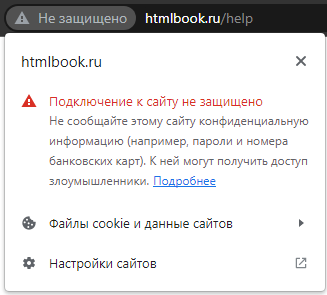 Не защищено htmlbook.ru/help
htmlbook.ru
Подключение к сайту не защищено
Не сообщайте этому сайту конфиденциальную
информацию (например, пароли и номера
банковских карт). К ней могут получить доступ
злоумышленники. Подробнее
Файлы cookie и данные сайтов
Настройки сайтов